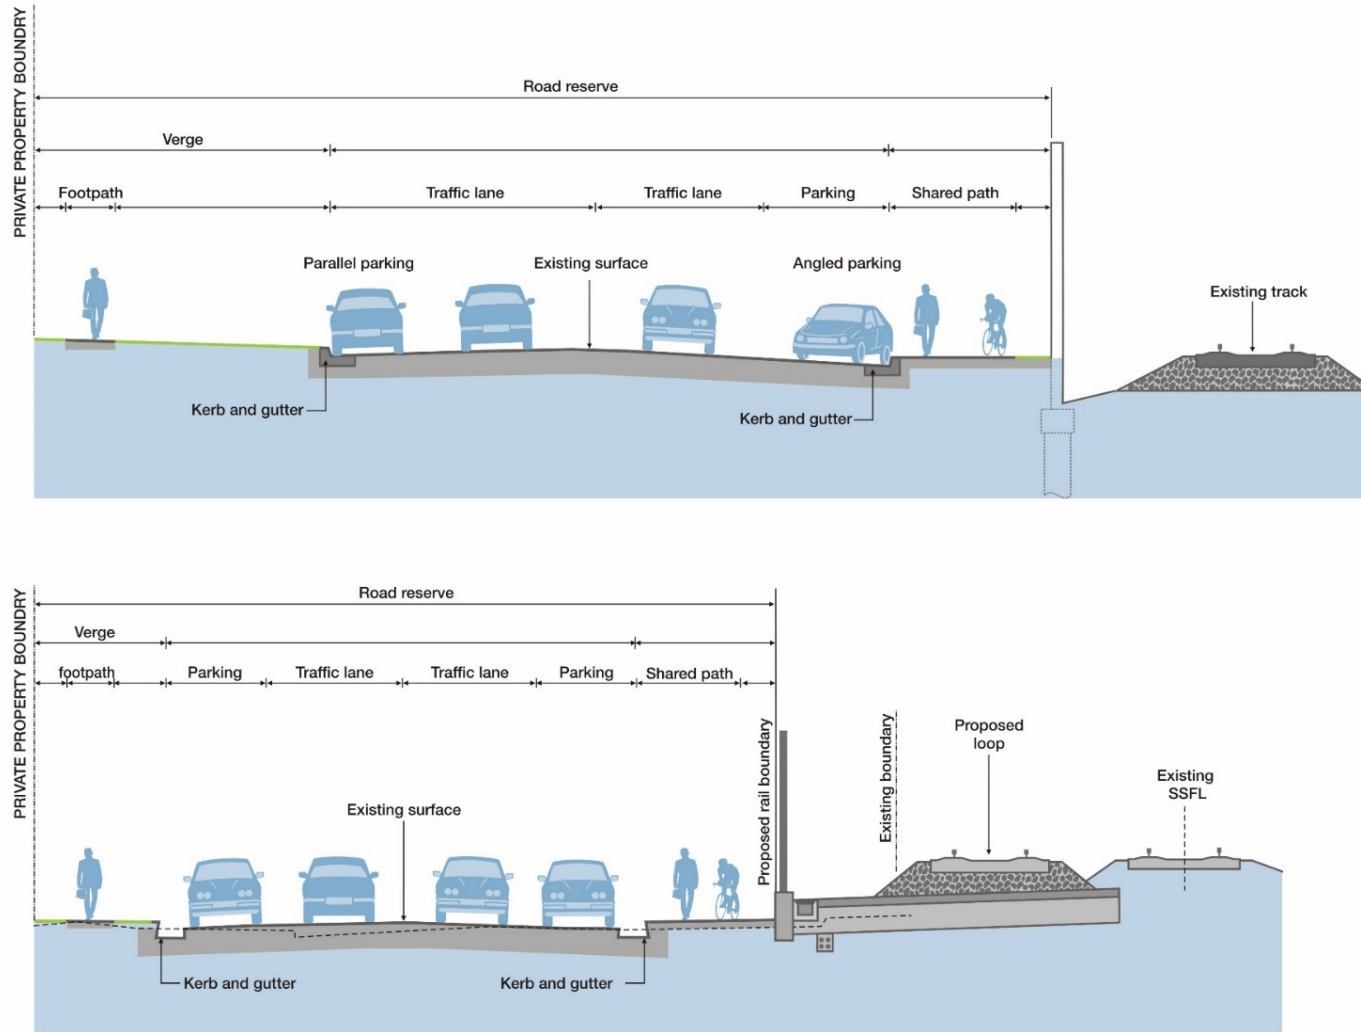 PRIVATE PROPERTY BOUNDRY
Road reserve
Verge
Footpath
Traffic lane
Traffic lane
Parking
Shared path
Parallel parking
Existing surface
Angled parking
Existing track
Kerb and gutter
Kerb and gutter
PRIVATE PROPERTY BOUNDRY
Road reserve
Verge
footpath
Parking
Traffic lane
Traffic lane
Parking
Shared path
Proposed rail boundary
Existing boundary
Proposed
loop
Existing
SSFL
Existing surface
Kerb and gutter
Kerb and gutter